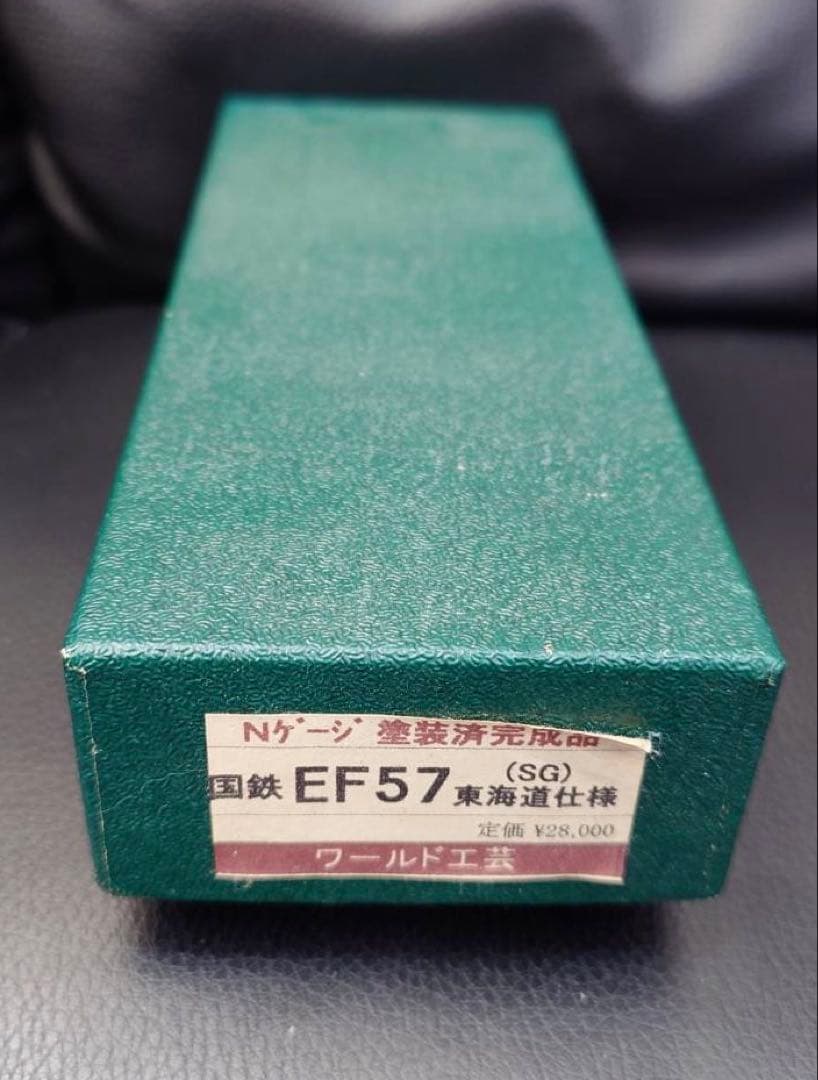 Nゲージ 塗装済完成品
国鉄 EF57 (SG) 東海道仕様
定価 ¥28,000
ワールド工芸